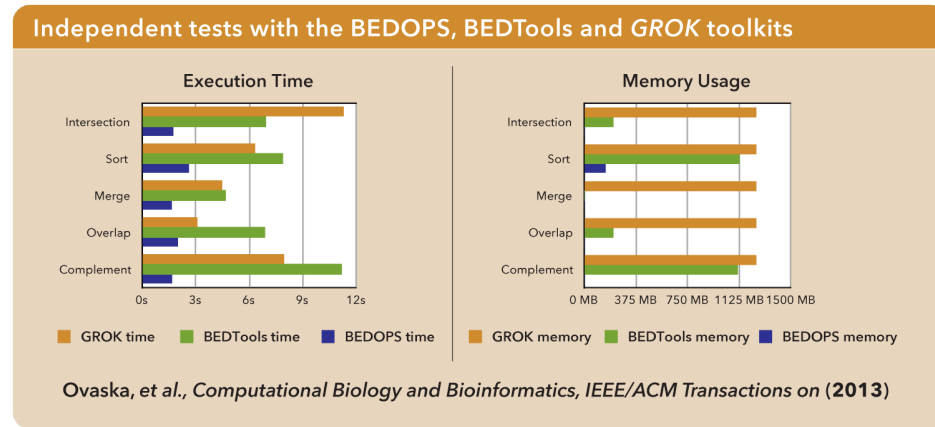 Independent tests with the BEDOPS, BEDTools and GROK toolkits
Execution Time
Intersection
Sort
Merge
Overlap
Complement
0s 3s 6s 9s 12s
GROK time BEDTools time BEDOPS time
Memory Usage
Intersection
Sort
Merge
Overlap
Complement
0 MB 375 MB 750 MB 1125 MB 1500 MB
GROK memory BEDTools memory BEDOPS memory
Ovaska, et al., Computational Biology and Bioinformatics, IEEE/ACM Transactions on (2013)